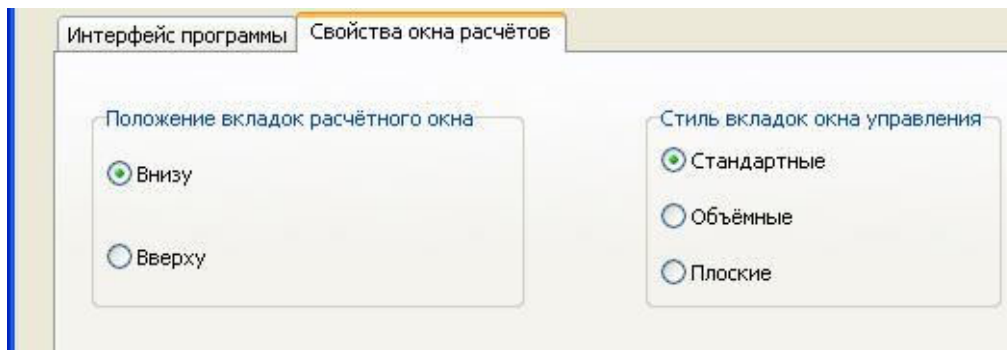 Интерфейс программы
Свойства окна расчётов
Положение вкладок расчётного окна
Внизу
Вверху
Стиль вкладок окна управления
Стандартные
Объёмные
Плоские